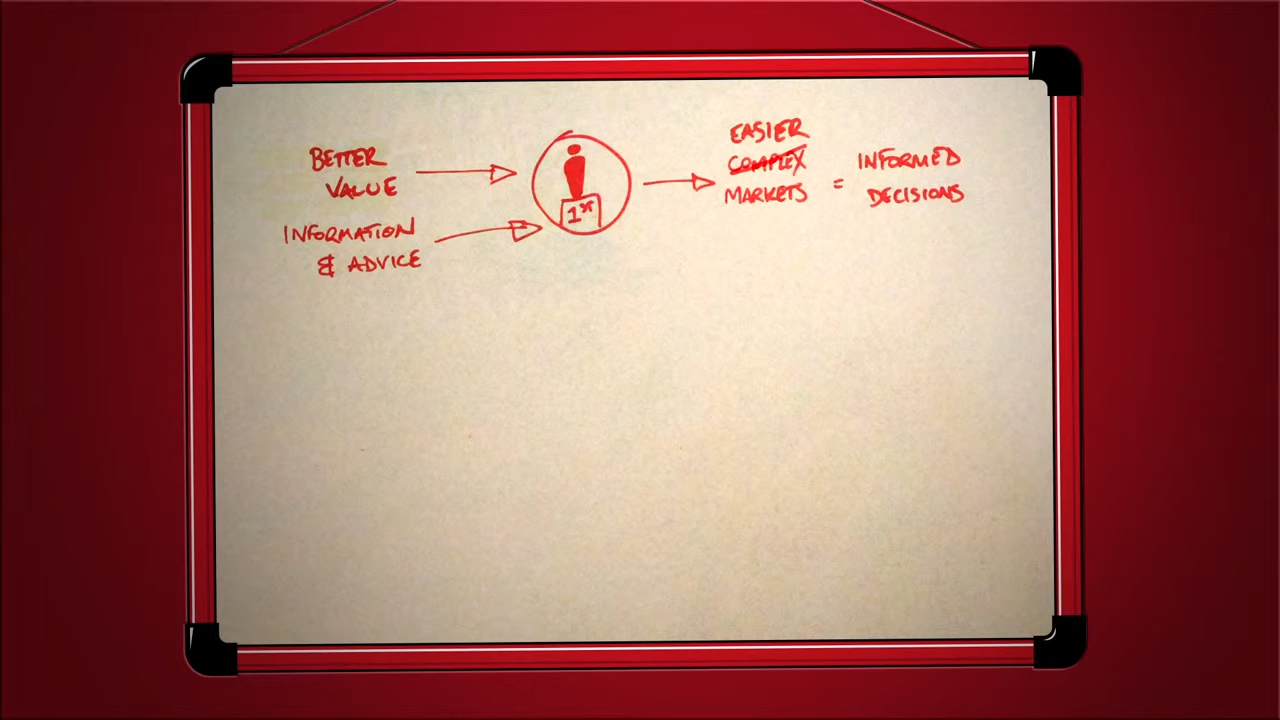 BETTER
VALUE
INFORMATION
& ADVICE
1ST
EASIER
COMPLEX
MARKETS
=
INFORMED
DECISIONS